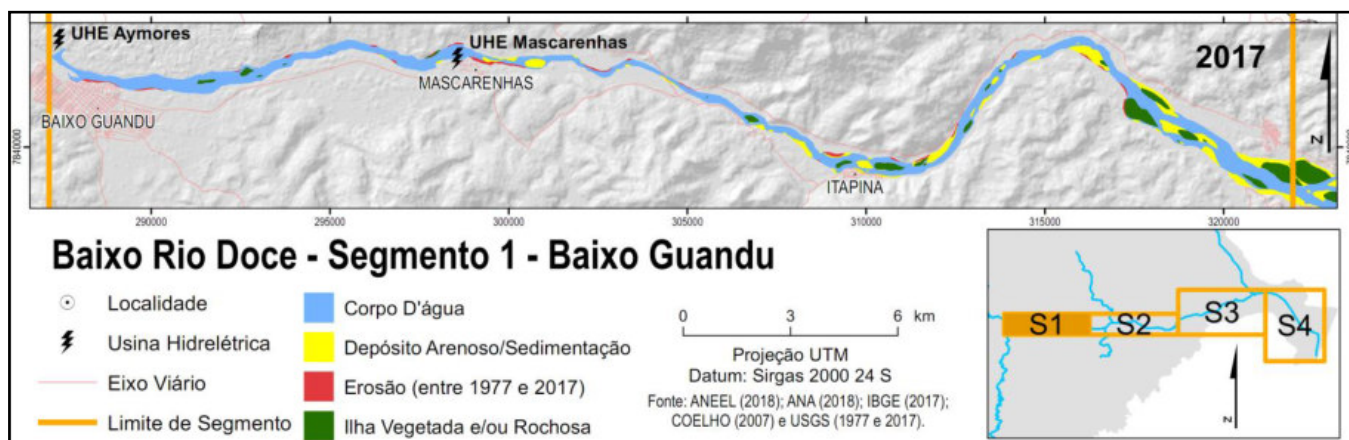 UHE Aymores
UHE Mascarenhas
2017
MASCARENHAS
BAIXO GUANDU
ITAPINA
N
7840000
7840000
290000
295000
300000
305000
310000
315000
320000
Baixo Rio Doce - Segmento 1 - Baixo Guandu
Localidade
Usina Hidrelétrica
Eixo Viário
Limite de Segmento
Corpo D'água
Depósito Arenoso/Sedimentação
Erosão (entre 1977 e 2017)
Ilha Vegetada e/ou Rochosa
0 3 6 km
Projeção UTM
Datum: Sirgas 2000 24 S
Fonte: ANEEL (2018); ANA (2018); IBGE (2017);
COELHO (2007) e USGS (1977 e 2017).
S1 S2 S3 S4
N